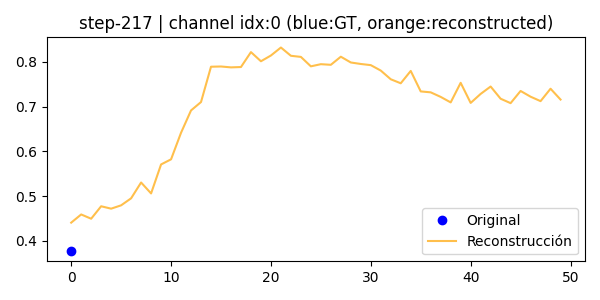 step-217 | channel idx:0 (blue:GT, orange:reconstructed)
0.8
0.7
0.6
0.5
0.4
Original
Reconstrucción
0 10 20 30 40 50